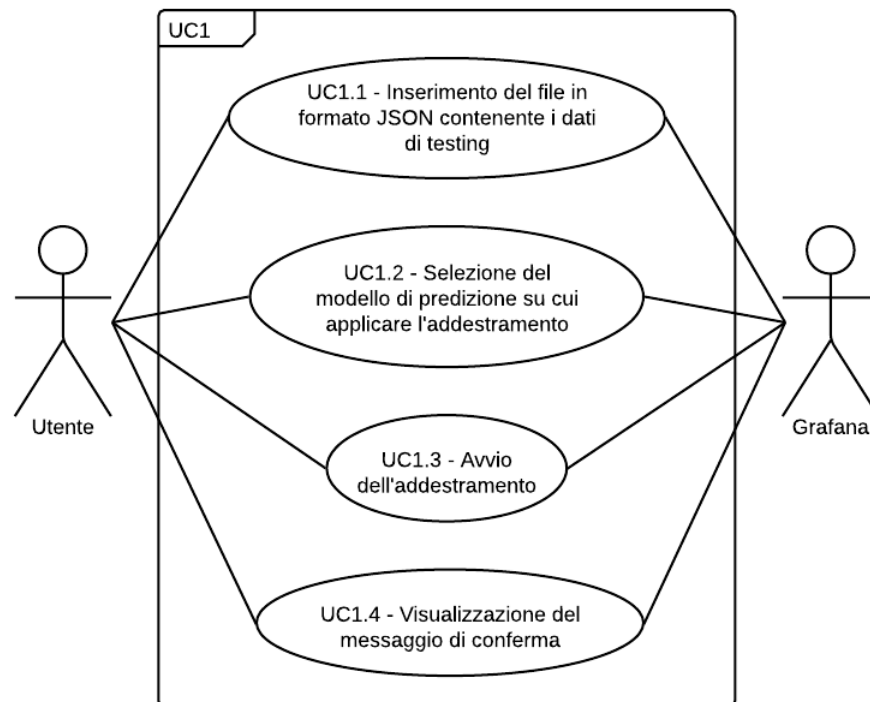 UC1
UC1.1 - Inserimento del file in
formato JSON contenente i dati
di testing
UC1.2 - Selezione del
modello di predizione su cui
applicare l'addestramento
Utente
Grafana
UC1.3 - Avvio
dell'addestramento
UC1.4 - Visualizzazione del
messaggio di conferma